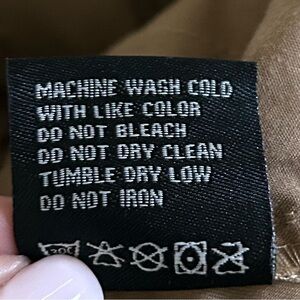 MACHINE WASH COLD
WITH LIKE COLOR
DO NOT BLEACH
DO NOT DRY CLEAN
TUMBLE DRY LOW
DO NOT IRON